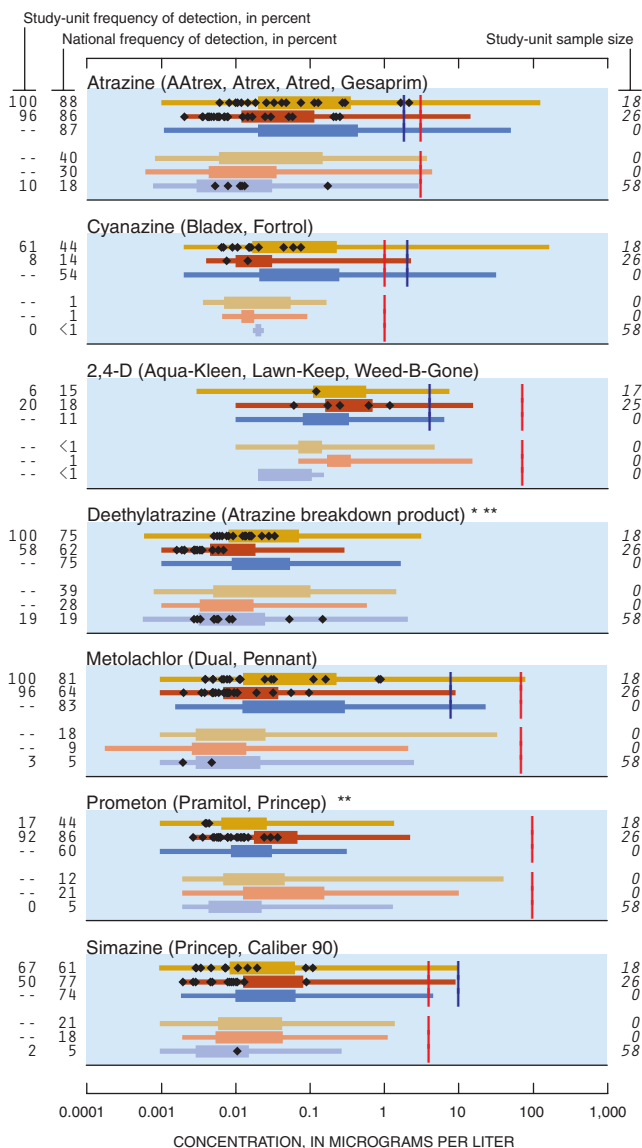 Study-unit frequency of detection, in percent
National frequency of detection, in percent
Study-unit sample size
Atrazine (AAtrex, Atrex, Atred, Gesaprim)
100 88 18
96 86 26
-- 87 0
-- 40 0
-- 30 0
10 18 58
Cyanazine (Bladex, Fortrol)
61 44 18
8 14 26
-- 54 0
-- 1 0
-- 1 0
0 <1 58
2,4-D (Aqua-Kleen, Lawn-Keep, Weed-B-Gone)
6 15 17
20 18 25
-- 11 0
-- <1 0
-- 1 0
-- <1 0
Deethylatrazine (Atrazine breakdown product) * **
100 75 18
58 62 26
-- 75 0
-- 39 0
-- 28 0
19 19 58
Metolachlor (Dual, Pennant)
100 81 18
96 64 26
-- 83 0
-- 18 0
-- 9 0
3 5 58
Prometon (Pramitol, Princep) **
17 44 18
92 86 26
-- 60 0
-- 12 0
-- 21 0
0 5 58
Simazine (Princep, Caliber 90)
67 61 18
50 77 26
-- 74 0
-- 21 0
-- 18 0
2 5 58
0.0001 0.001 0.01 0.1 1 10 100 1,000
CONCENTRATION, IN MICROGRAMS PER LITER